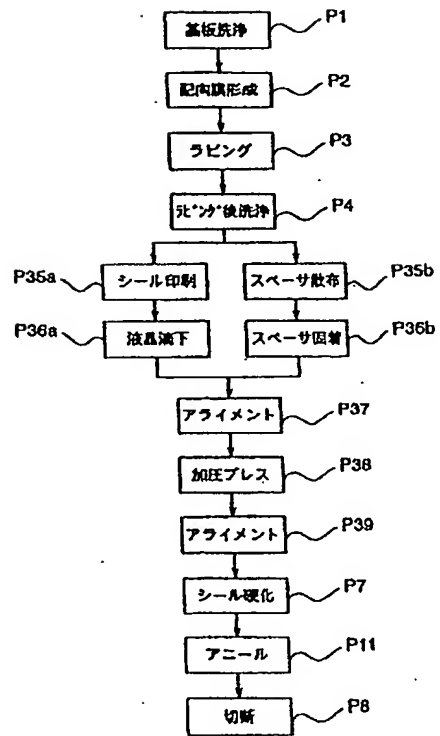 基板洗浄 P1
配向膜形成 P2
ラビング P3
ラビング後洗浄 P4
P35a シール印刷 スペーサ散布 P35b
P36a 液晶滴下 スペーサ固着 P36b
アライメント P37
加圧プレス P38
アライメント P39
シール硬化 P7
アニール P11
切断 P8